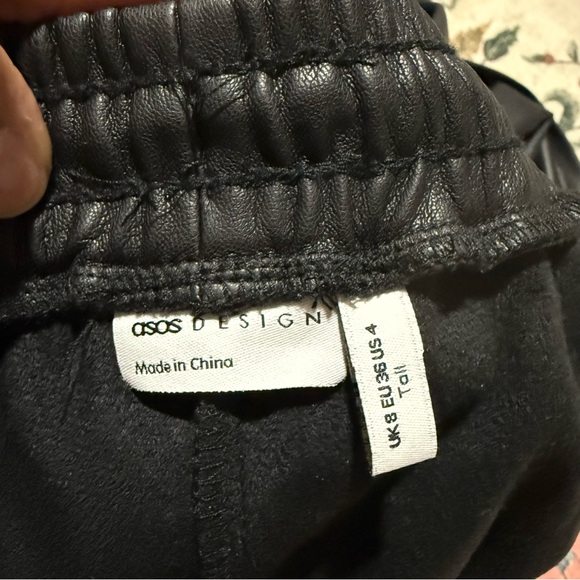 asos DESIGN
Made in China
UK 8 EU 36 US 4
Tall